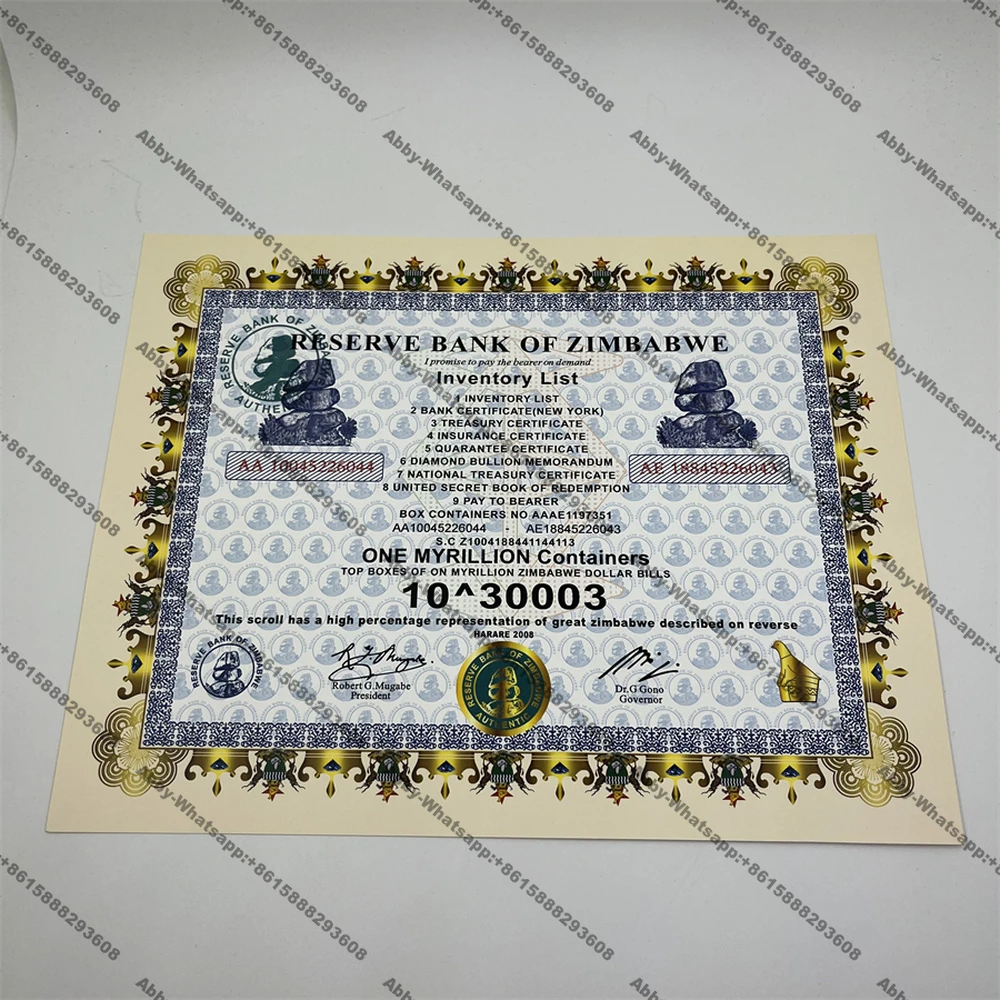 RESERVE BANK OF ZIMBABWE
I promise to pay the bearer on demand
Inventory List
1 INVENTORY LIST
2 BANK CERTIFICATE(NEW YORK)
3 TREASURY CERTIFICATE
4 INSURANCE CERTIFICATE
5 QUARANTEE CERTIFICATE
6 DIAMOND BULLION MEMORANDUM
7 NATIONAL TREASURY CERTIFICATE
8 UNITED SECRET BOOK OF REDEMPTION
9 PAY TO BEARER
AA 10045226044
AE 18845226043
BOX CONTAINERS NO AAAE1197351
AA10045226044 - AE18845226043
S.C Z1004188441144113
ONE MYRILLION Containers
TOP BOXES OF ON MYRILLION ZIMBABWE DOLLAR BILLS
10^30003
This scroll has a high percentage representation of great zimbabwe described on reverse
HARARE 2008
RESERVE BANK OF ZIMBABWE
Robert G.Mugabe
President
RESERVE BANK OF ZIMBABWE
AUTHENTIC
Dr.G Gono
Governor
Abby-Whatsapp:+8615888293608